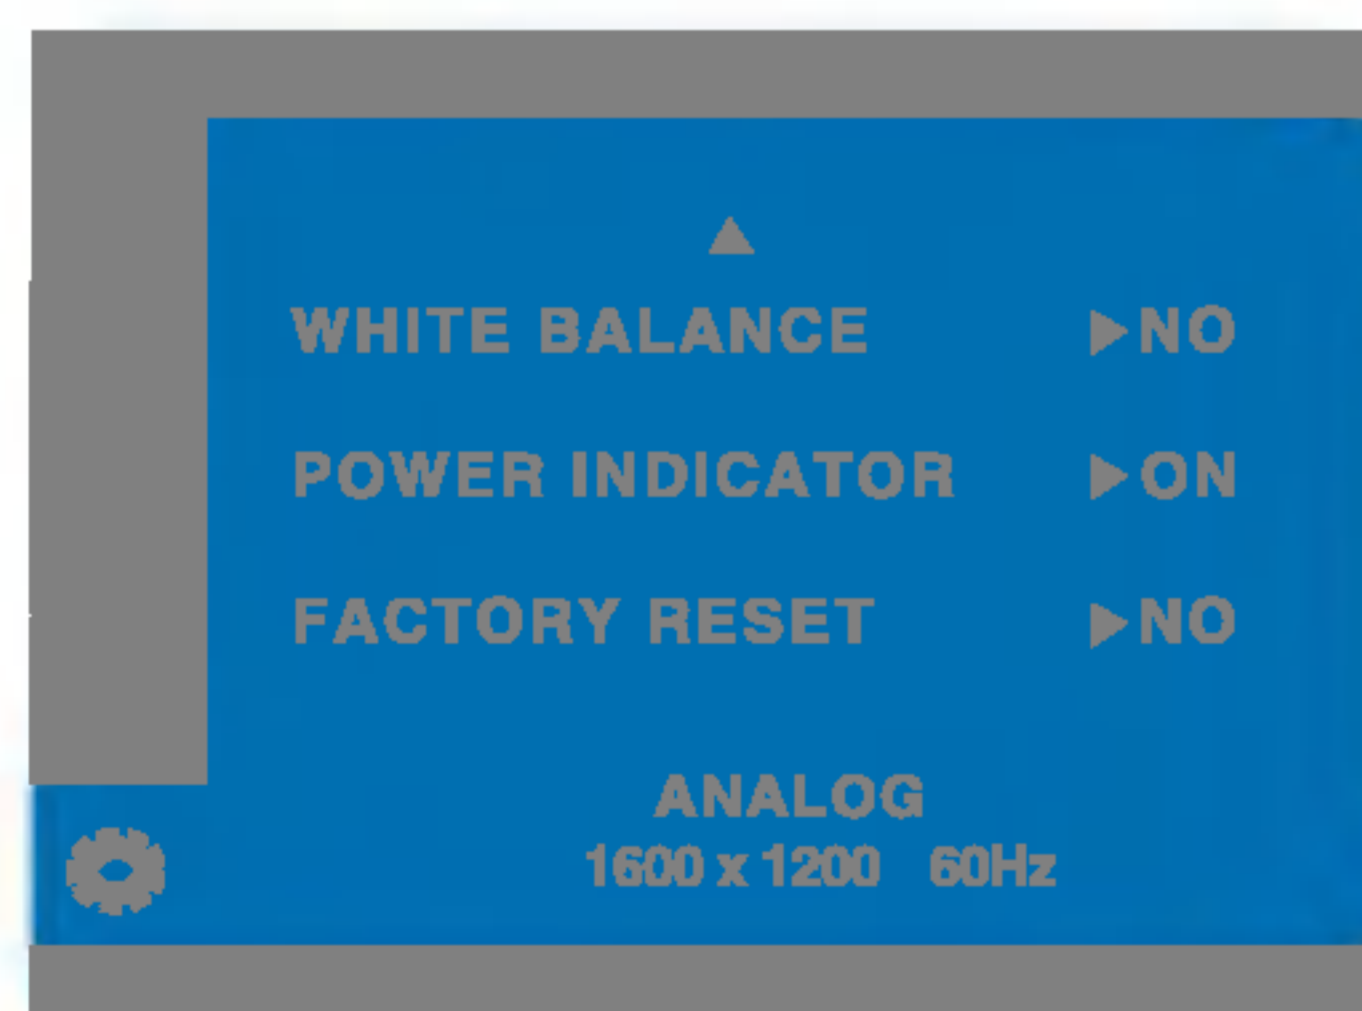 WHITE BALANCE ▶NO
POWER INDICATOR ▶ON
FACTORY RESET ▶NO
ANALOG
1600 x 1200 60Hz